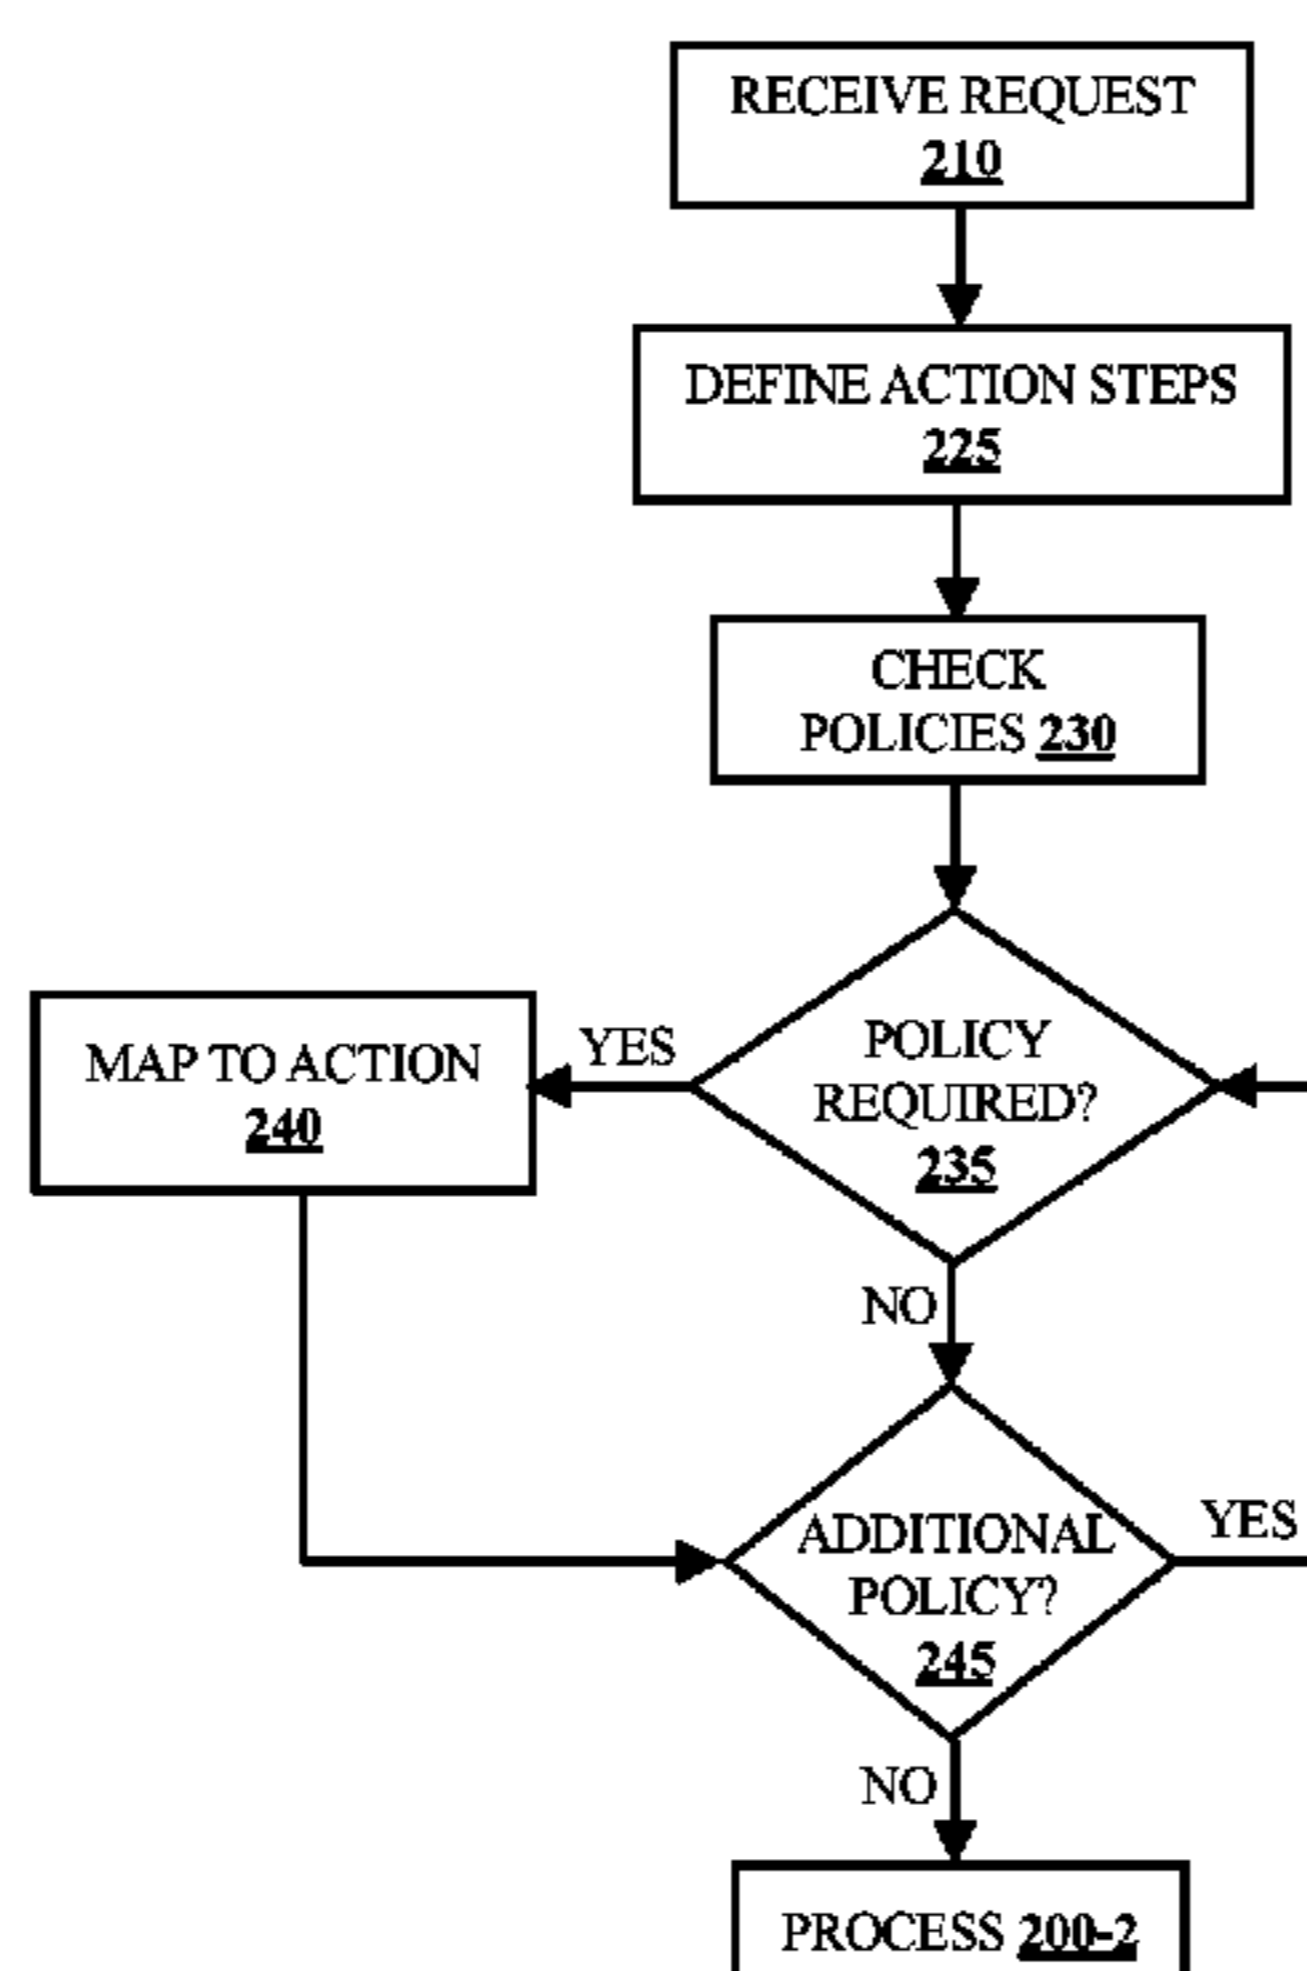 RECEIVE REQUEST
210
DEFINE ACTION STEPS
225
CHECK
POLICIES 230
MAP TO ACTION
240
YES
POLICY
REQUIRED?
235
NO
ADDITIONAL
POLICY?
245
YES
NO
PROCESS 200-2